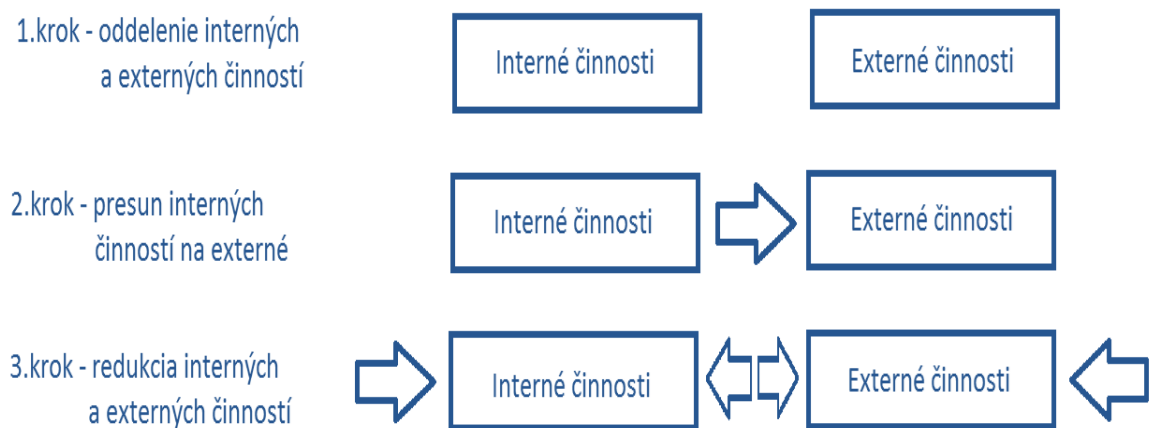 1.krok - oddelenie interných
a externých činností
Interné činnosti
Externé činnosti
2.krok - presun interných
činností na externé
Interné činnosti
Externé činnosti
3.krok - redukcia interných
a externých činností
Interné činnosti
Externé činnosti